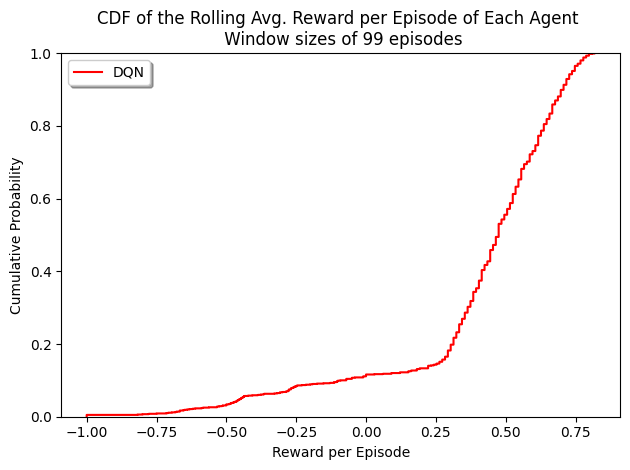 CDF of the Rolling Avg. Reward per Episode of Each Agent
Window sizes of 99 episodes
DQN
Cumulative Probability
1.0
0.8
0.6
0.4
0.2
0.0
−1.00 −0.75 −0.50 −0.25 0.00 0.25 0.50 0.75
Reward per Episode